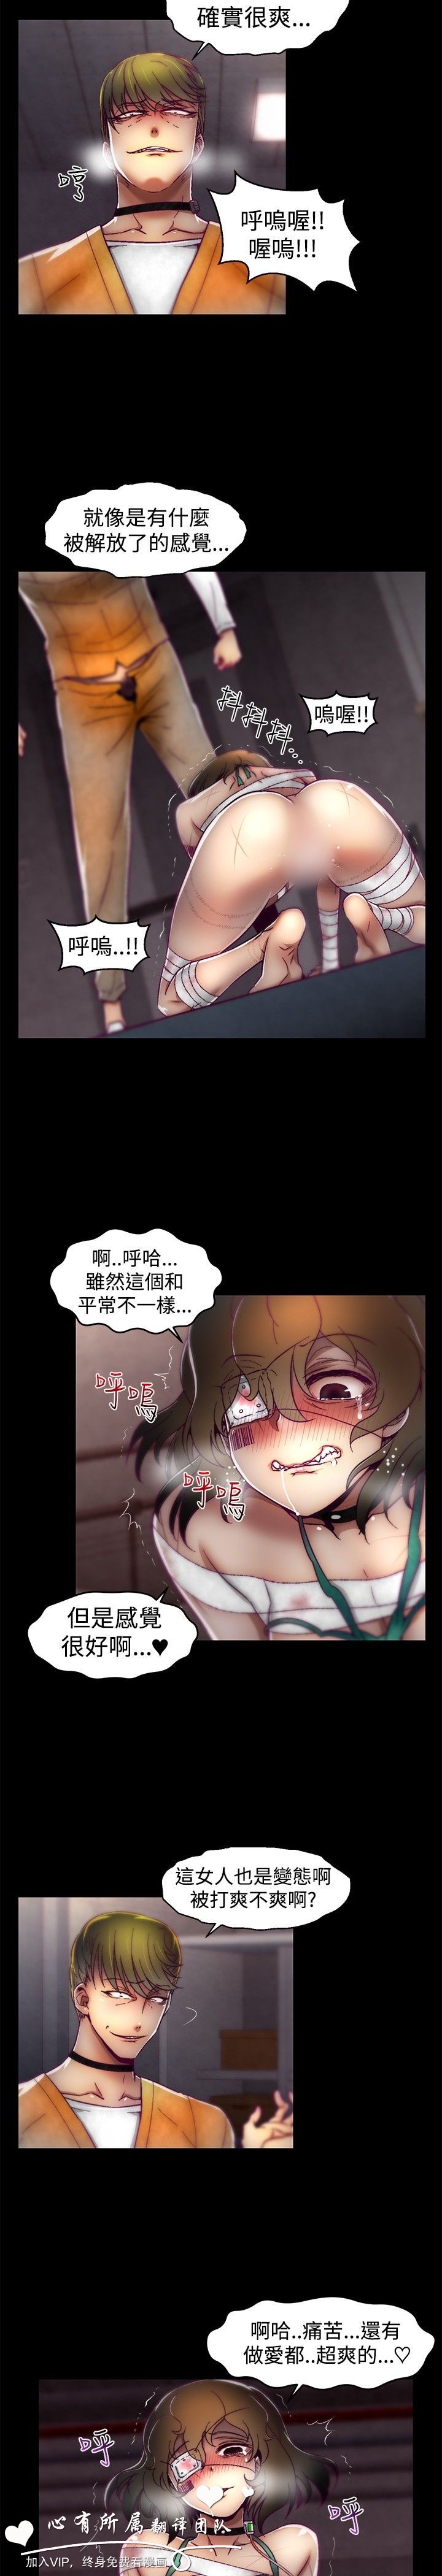 確實很爽...
哼
呼嗚喔!!
喔嗚!!!
就像是有什麼
被解放了的感覺...
抖抖抖...
嗚喔!!
呼嗚..!!
啊..呼哈...
雖然這個和
平常不一樣...
呼嗚
呼嗚
但是感覺
很好啊...♥
這女人也是變態啊
被打爽不爽啊?
啊哈..痛苦...還有
做愛都..超爽的...♡
呼
呼
心有所属翻译团队
加入VIP，终身免费看漫画